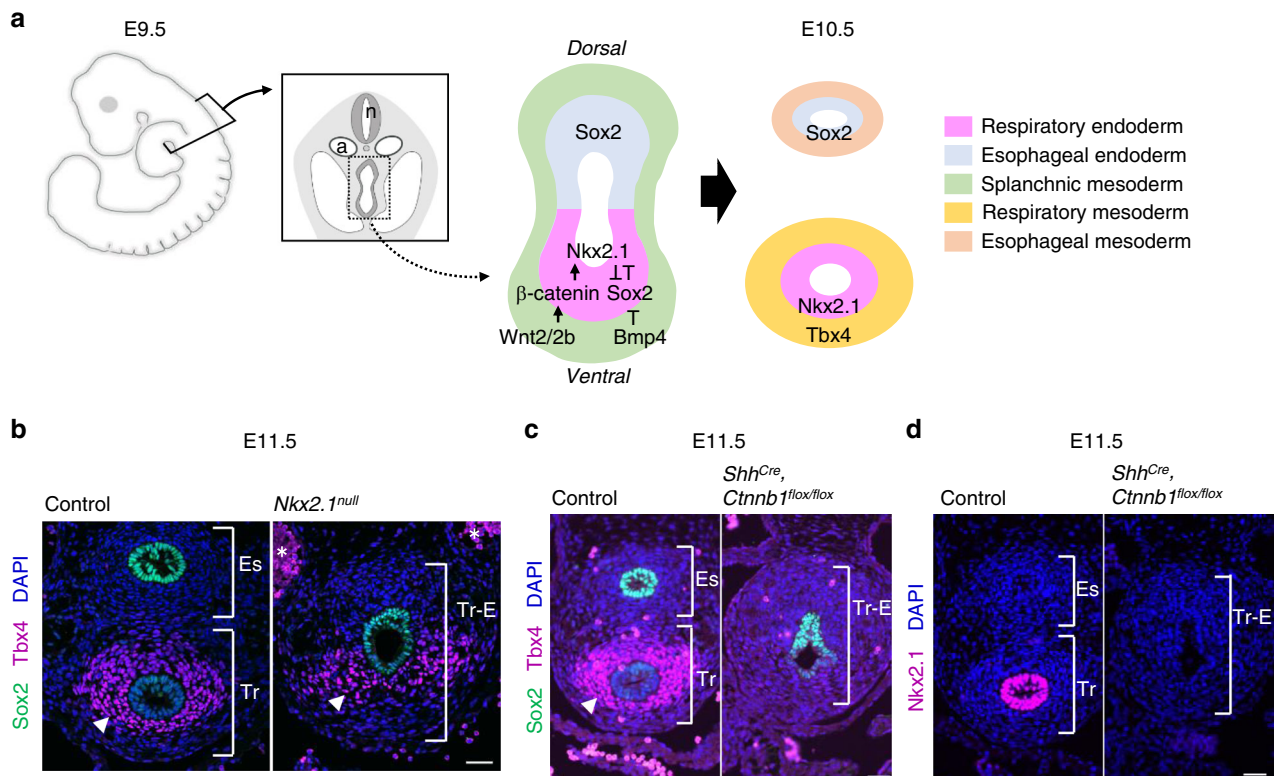 a
E9.5
n
a
Dorsal
Sox2
Nkx2.1
β-catenin Sox2
Wnt2/2b Bmp4
Ventral
E10.5
Sox2
Nkx2.1
Tbx4
Respiratory endoderm
Esophageal endoderm
Splanchnic mesoderm
Respiratory mesoderm
Esophageal mesoderm
b
E11.5
Control
Nkx2.1null
Sox2 Tbx4 DAPI
Es
Tr
* *
Tr-E
c
E11.5
Control
ShhCre,
Ctnnb1flox/flox
Sox2 Tbx4 DAPI
Es
Tr
Tr-E
d
E11.5
Control
ShhCre,
Ctnnb1flox/flox
Nkx2.1 DAPI
Es
Tr
Tr-E